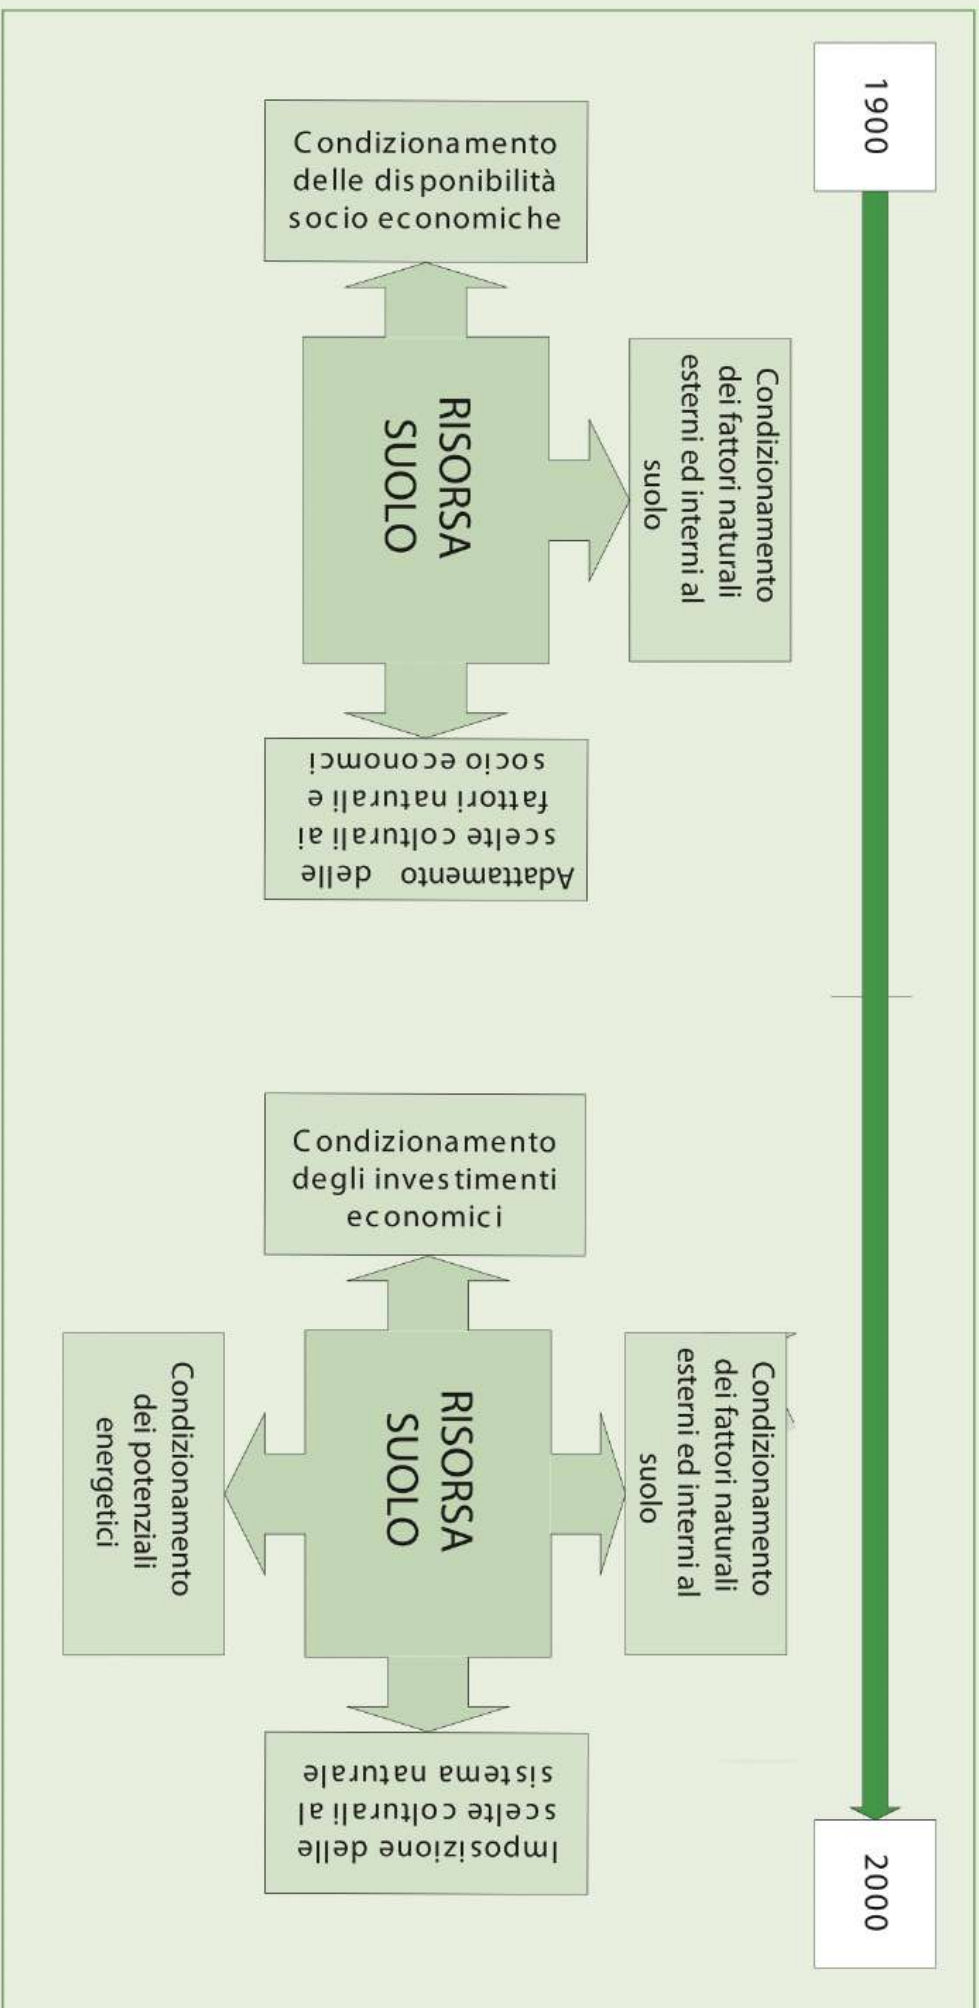 1900
Condizionamento
dei fattori naturali
esterni ed interni al
suolo
Condizionamento
delle disponibilità
socio economiche
RISORSA
SUOLO
Adattamento delle
scelte colturali ai
fattori naturali e
socio economci
Condizionamento
dei fattori naturali
esterni ed interni al
suolo
Condizionamento
degli investimenti
economici
RISORSA
SUOLO
Imposizione delle
scelte colturali al
sistema naturale
Condizionamento
dei potenziali
energetici
2000